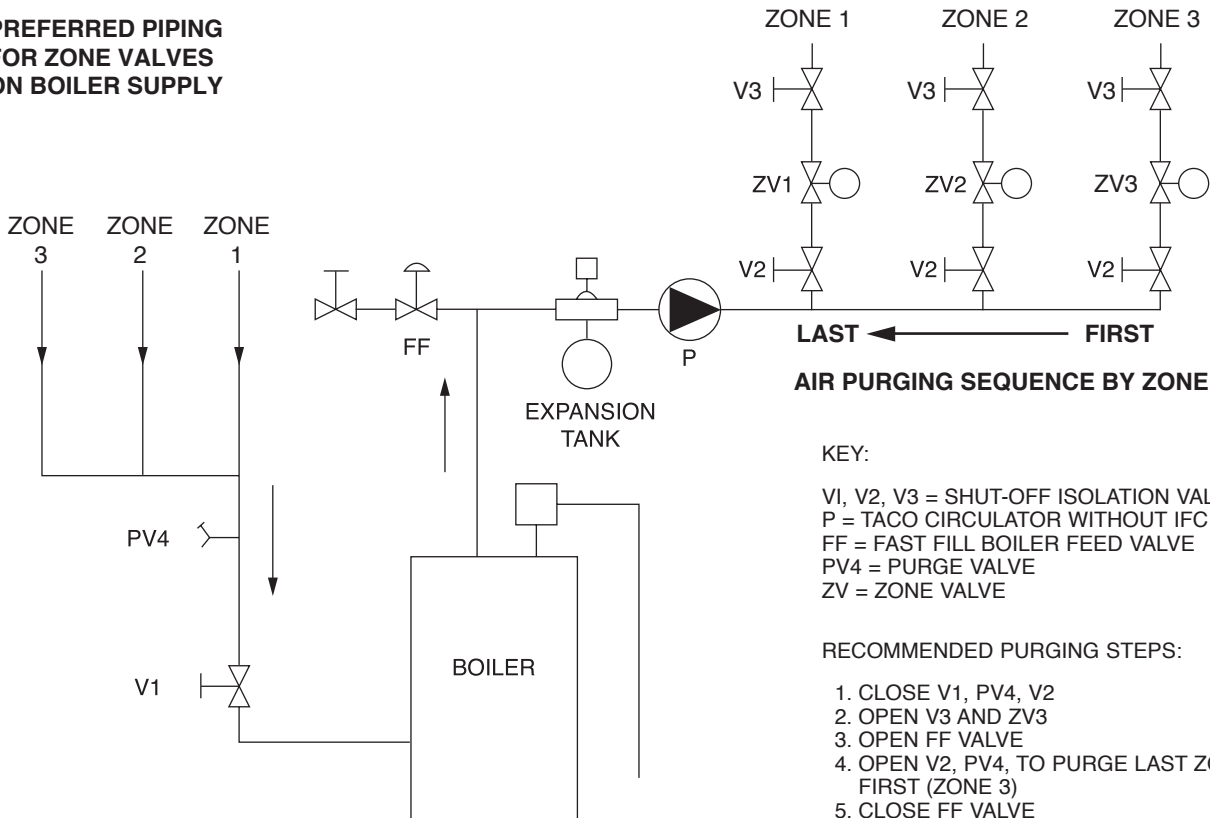 PREFERRED PIPING
FOR ZONE VALVES
ON BOILER SUPPLY
ZONE 1
ZONE 2
ZONE 3
V3
V3
V3
ZV1
ZV2
ZV3
V2
V2
V2
ZONE
3
ZONE
2
ZONE
1
FF
P
EXPANSION
TANK
LAST
FIRST
AIR PURGING SEQUENCE BY ZONE
PV4
V1
BOILER
KEY:
VI, V2, V3 = SHUT-OFF ISOLATION
P = TACO CIRCULATOR WITHOUT IFC
FF = FAST FILL BOILER FEED VALVE
PV4 = PURGE VALVE
ZV = ZONE VALVE
RECOMMENDED PURGING STEPS:
1. CLOSE V1, PV4, V2
2. OPEN V3 AND ZV3
3. OPEN FF VALVE
4. OPEN V2, PV4, TO PURGE LAST
FIRST (ZONE 3)
5. CLOSE FF VALVE